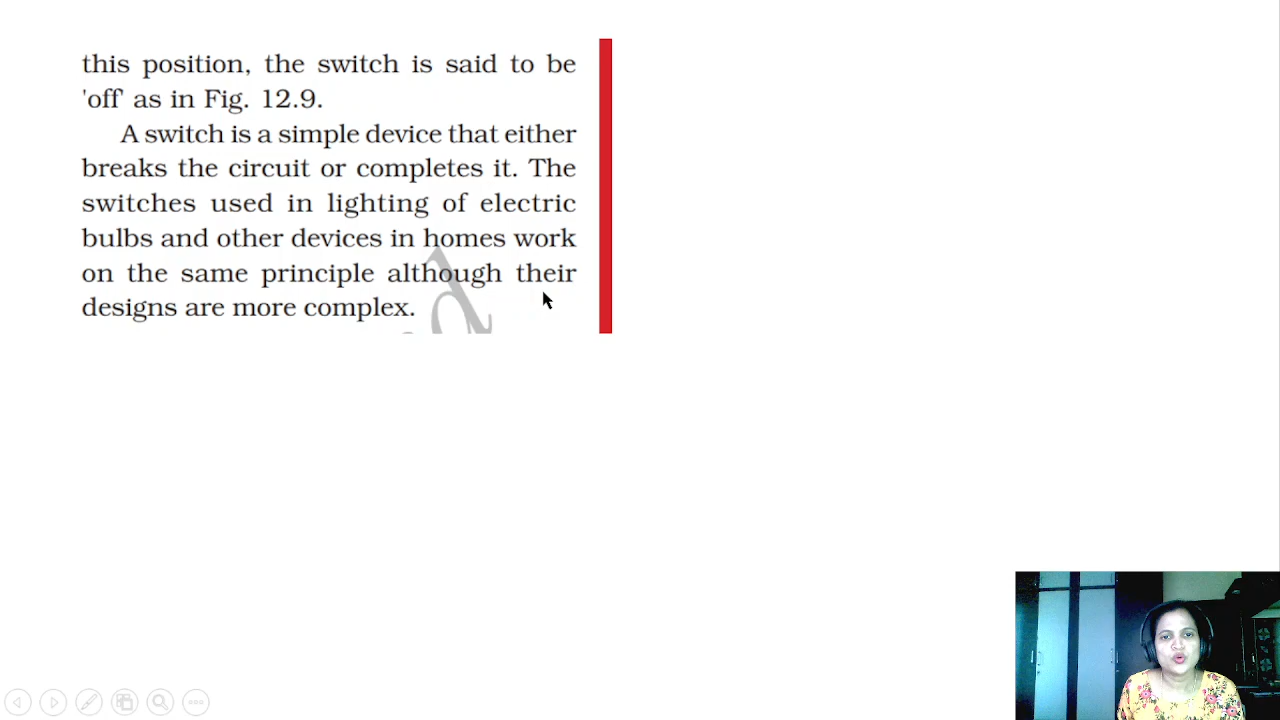 this position, the switch is said to be
'off' as in Fig. 12.9.
A switch is a simple device that either
breaks the circuit or completes it. The
switches used in lighting of electric
bulbs and other devices in homes work
on the same principle although their
designs are more complex.